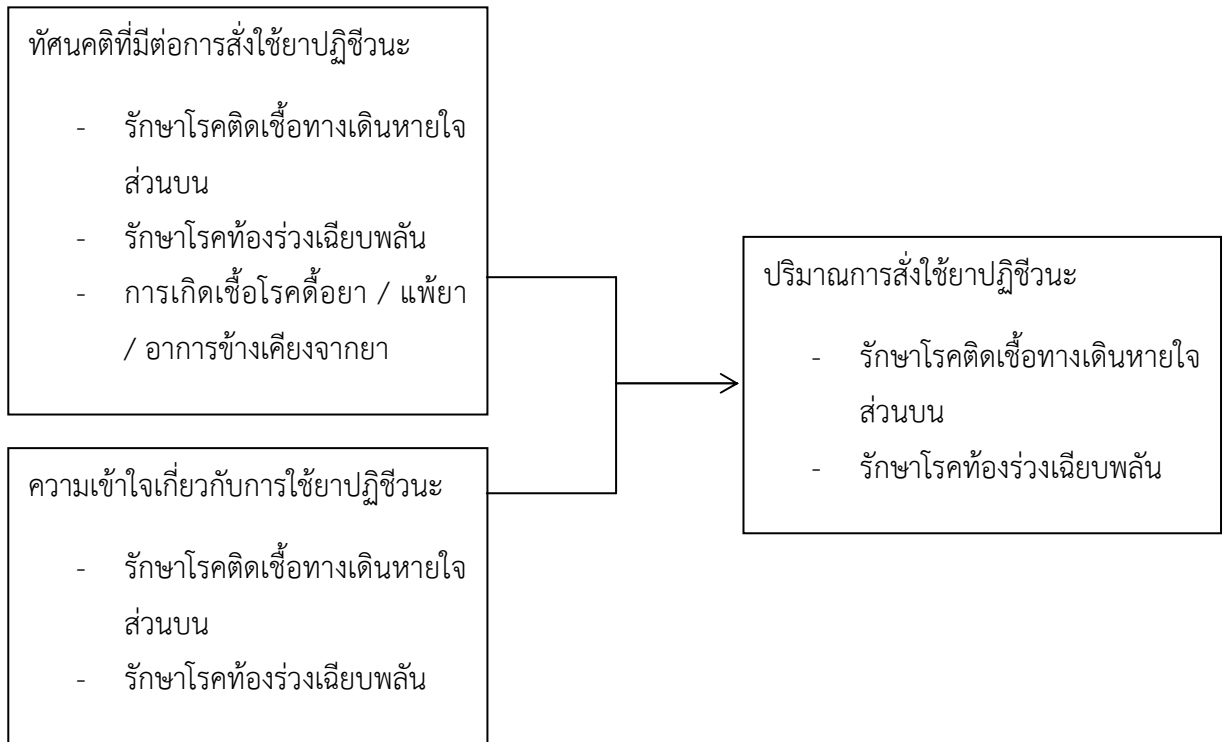 ทัศนคติที่มีต่อการสั่งใช้ยาปฏิชีวนะ
- รักษาโรคติดเชื้อทางเดินหายใจ
ส่วนบน
- รักษาโรคท้องร่วงเฉียบพลัน
- การเกิดเชื้อโรคดื้อยา / แพ้ยา
/ อาการข้างเคียงจากยา
ความเข้าใจเกี่ยวกับการใช้ยาปฏิชีวนะ
- รักษาโรคติดเชื้อทางเดินหายใจ
ส่วนบน
- รักษาโรคท้องร่วงเฉียบพลัน
ปริมาณการสั่งใช้ยาปฏิชีวนะ
- รักษาโรคติดเชื้อทางเดินหายใจ
ส่วนบน
- รักษาโรคท้องร่วงเฉียบพลัน